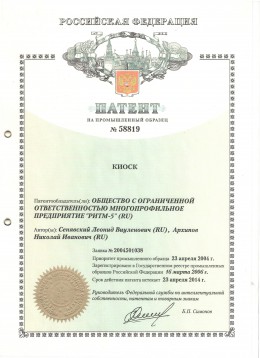 РОССИЙСКАЯ ФЕДЕРАЦИЯ
ПАТЕНТ
НА ПРОМЫШЛЕННЫЙ ОБРАЗЕЦ
№ 58819
КИОСК
Патентообладатель(ли): ОБЩЕСТВО С ОГРАНИЧЕННОЙ
ОТВЕТСТВЕННОСТЬЮ МНОГОПРОФИЛЬНОЕ
ПРЕДПРИЯТИЕ "РИТМ-5" (RU)
Автор(ы): Сенявский Леонид Виуленович (RU), Архипов
Николай Иванович (RU)
Заявка № 2004501038
Приоритет промышленного образца 23 апреля 2004 г.
Зарегистрировано в Государственном реестре промышленных
образцов Российской Федерации 16 марта 2006 г.
Срок действия патента истекает 23 апреля 2014 г.
Руководитель Федеральной службы по интеллектуальной
собственности, патентам и товарным знакам
Б.П. Симонов